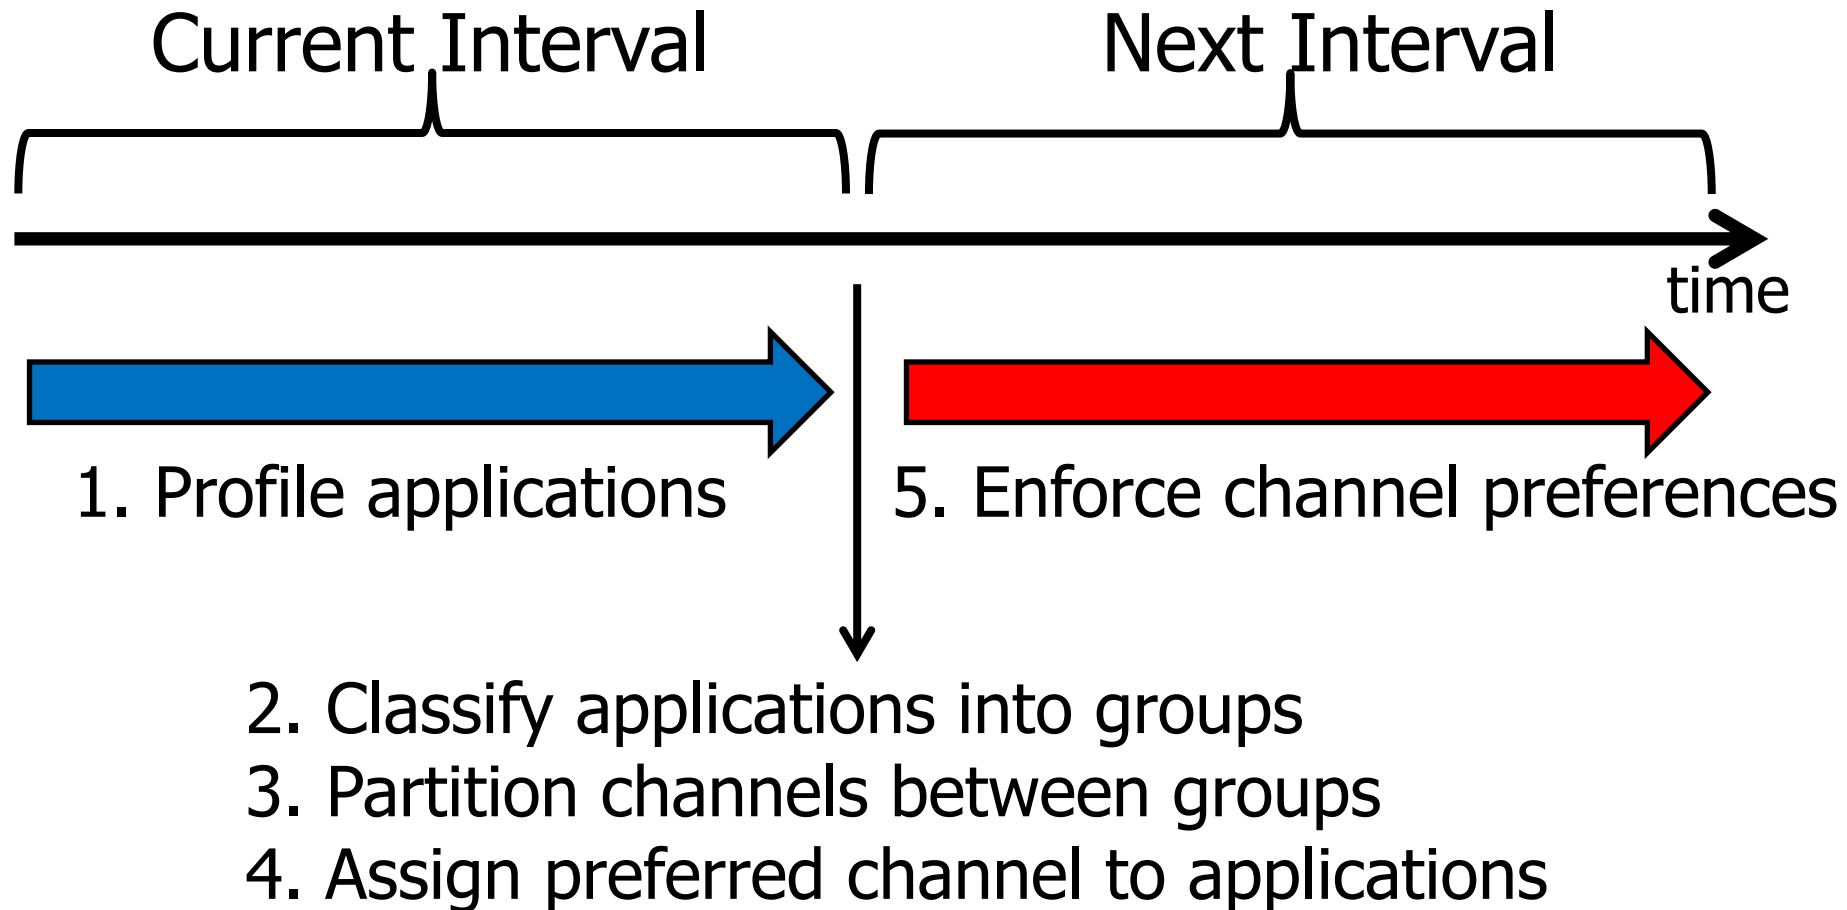 Current Interval
Next Interval
time
1. Profile applications
5. Enforce channel preferences
2. Classify applications into groups
3. Partition channels between groups
4. Assign preferred channel to applications